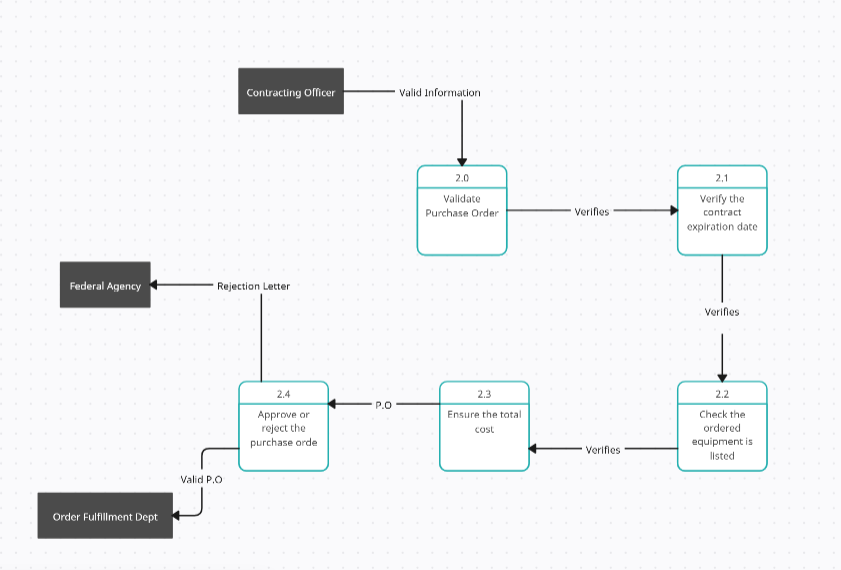 Contracting Officer
Valid Information
2.0
Validate
Purchase Order
Verifies
2.1
Verify the
contract
expiration date
Verifies
Federal Agency
Rejection Letter
2.4
Approve or
reject the
purchase orde
P.O
2.3
Ensure the total
cost
Verifies
2.2
Check the
ordered
equipment is
listed
Valid P.O
Order Fulfillment Dept